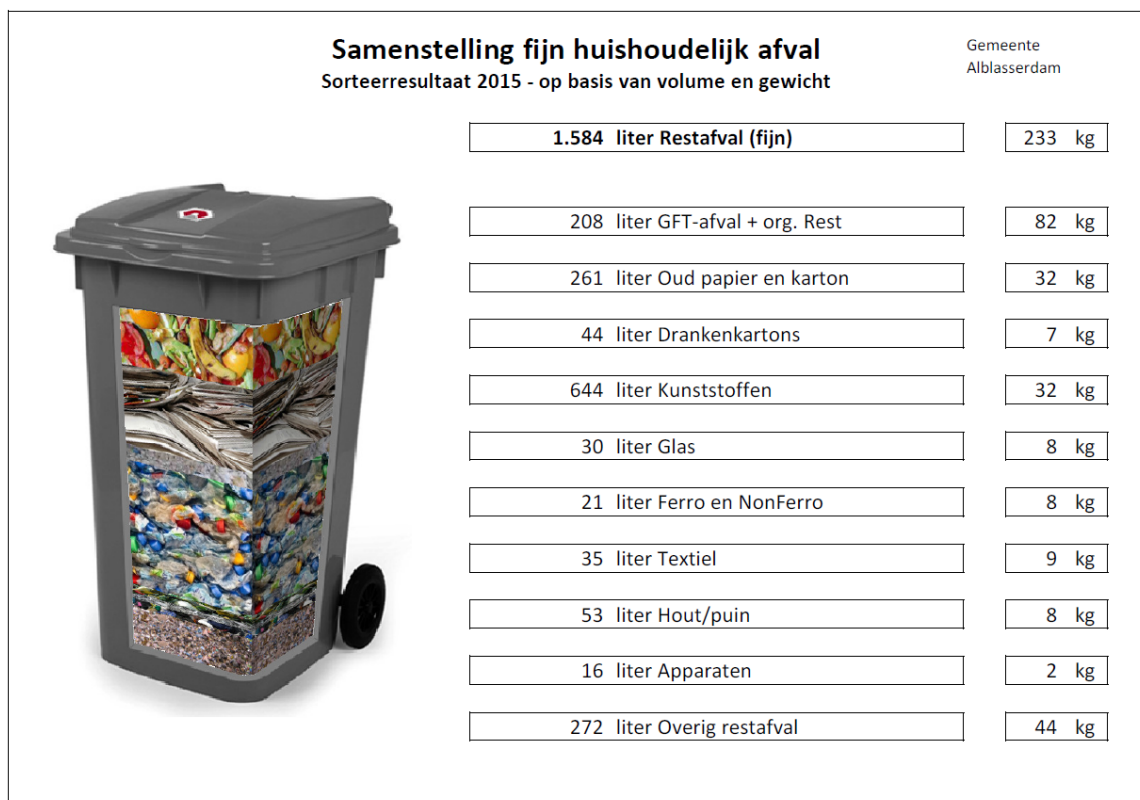 Samenstelling fijn huishoudelijk afval
Sorteerresultaat 2015 - op basis van volume en gewicht
Gemeente
Alblasserdam
1.584 liter Restafval (fijn) 233 kg
208 liter GFT-afval + org. Rest 82 kg
261 liter Oud papier en karton 32 kg
44 liter Drankenkartons 7 kg
644 liter Kunststoffen 32 kg
30 liter Glas 8 kg
21 liter Ferro en NonFerro 8 kg
35 liter Textiel 9 kg
53 liter Hout/puin 8 kg
16 liter Apparaten 2 kg
272 liter Overig restafval 44 kg